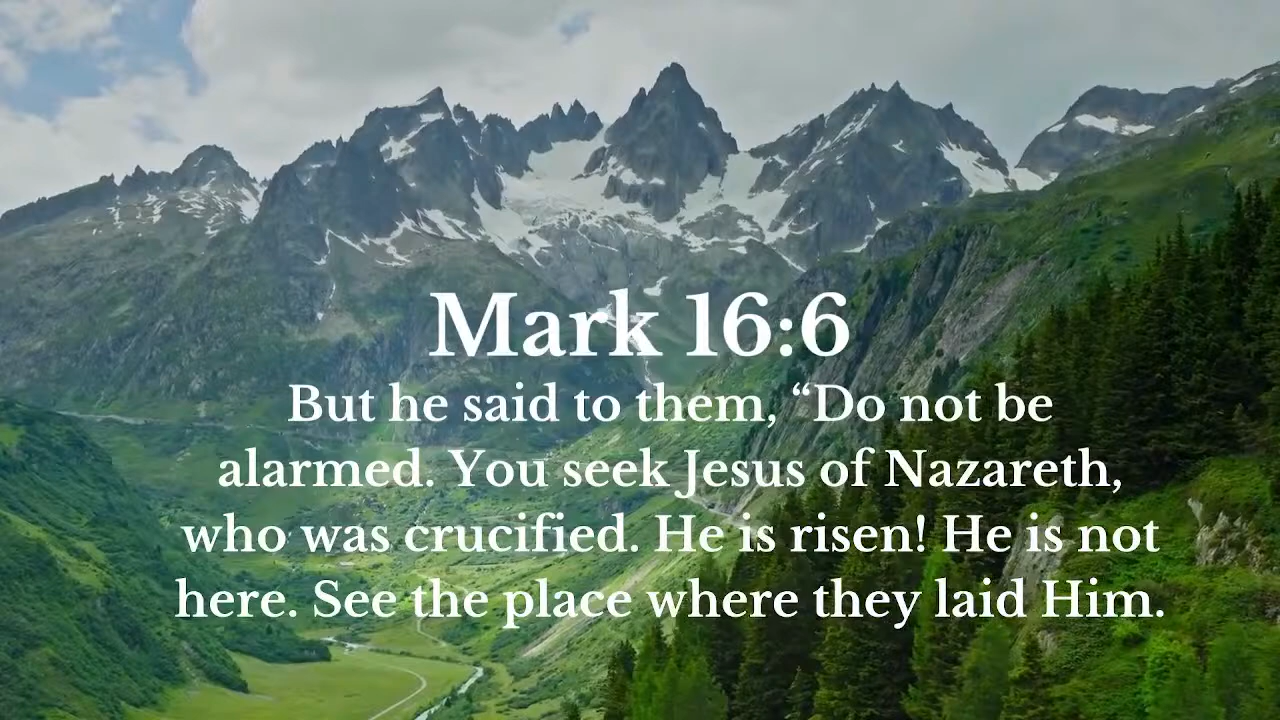 Mark 16:6
But he said to them, “Do not be
alarmed. You seek Jesus of Nazareth,
who was crucified. He is risen! He is not
here. See the place where they laid Him.